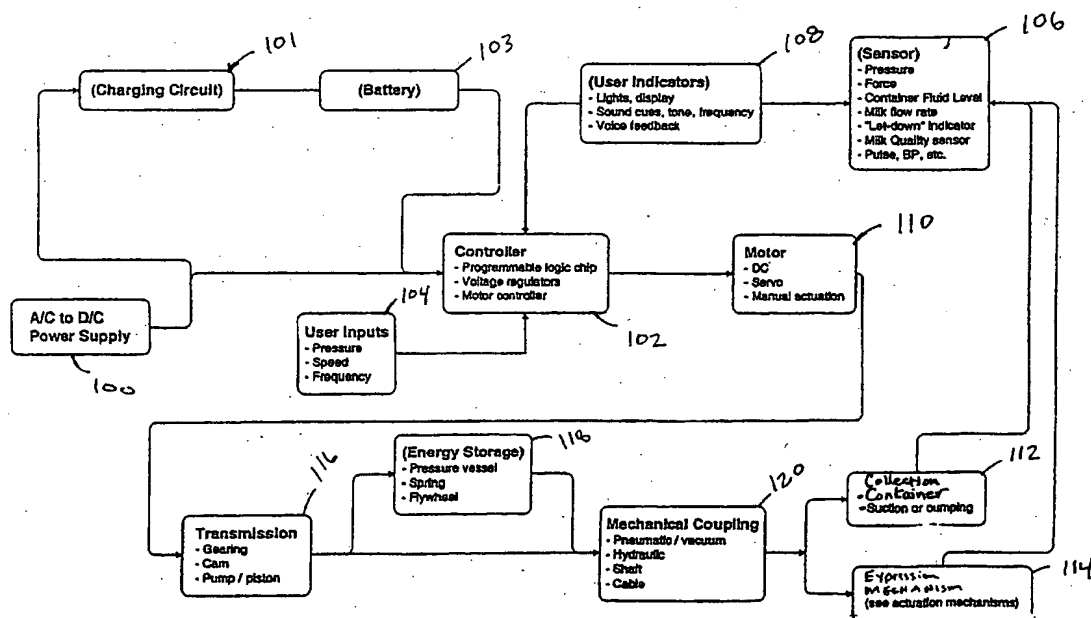 101
(Charging Circuit)
103
(Battery)
108
(User Indicators)
- Lights, display
- Sound cues, tone, frequency
- Voice feedback
106
(Sensor)
- Pressure
- Force
- Container Fluid Level
- Milk flow rate
- "Let-down" indicator
- Milk Quality sensor
- Pulse, BP, etc.
A/C to D/C
Power Supply
100
104
User Inputs
- Pressure
- Speed
- Frequency
Controller
- Programmable logic chip
- Voltage regulators
- Motor controller
102
110
Motor
- DC
- Servo
- Manual actuation
116
Transmission
- Gearing
- Cam
- Pump / piston
118
(Energy Storage)
- Pressure vessel
- Spring
- Flywheel
120
Mechanical Coupling
- Pneumatic / vacuum
- Hydraulic
- Shaft
- Cable
112
Collection
- Container
- Suction or pumping
114
Expression
MECHANISM
(see actuation mechanisms)